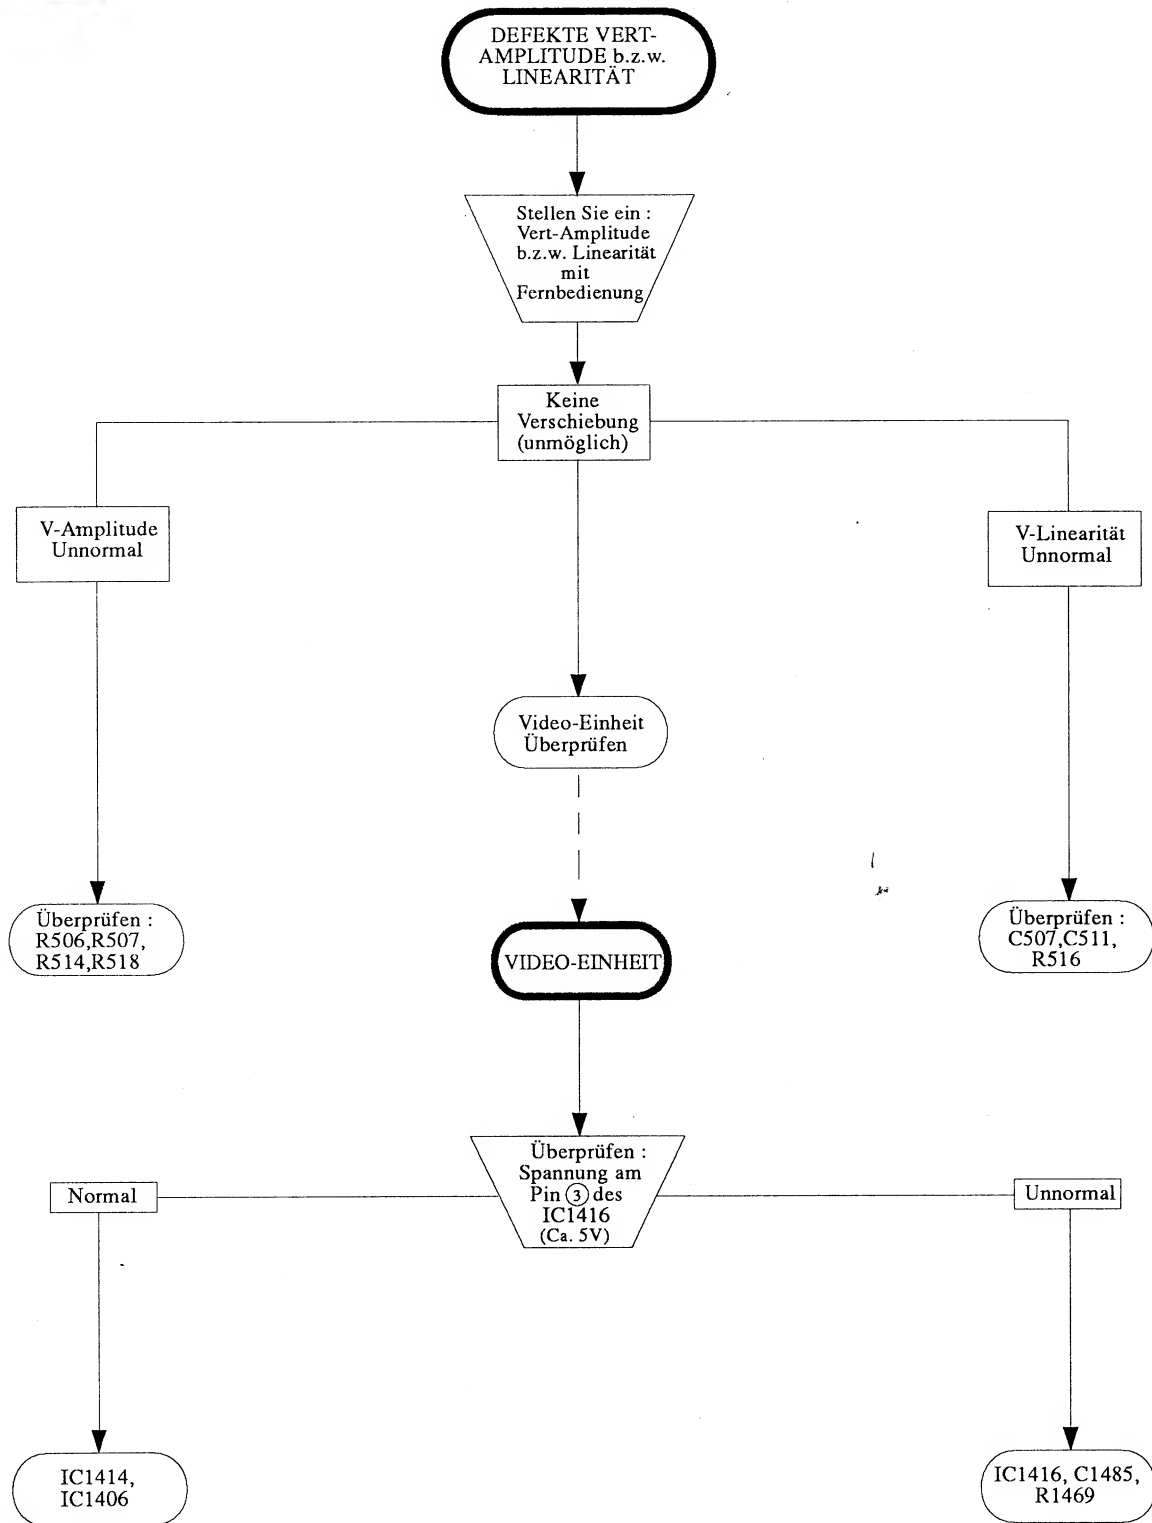 DEFEKTE VERT-
AMPLITUDE b.z.w.
LINEARITÄT
Stellen Sie ein :
Vert-Amplitude
b.z.w. Linearität
mit
Fernbedienung
Keine
Verschiebung
(unmöglich)
V-Amplitude
Unnormal
V-Linearität
Unnormal
Video-Einheit
Überprüfen
Überprüfen :
R506,R507,
R514,R518
Überprüfen :
C507,C511,
R516
VIDEO-EINHEIT
Überprüfen :
Spannung am
Pin ③ des
IC1416
(Ca. 5V)
Normal
Unnormal
IC1414,
IC1406
IC1416, C1485,
R1469